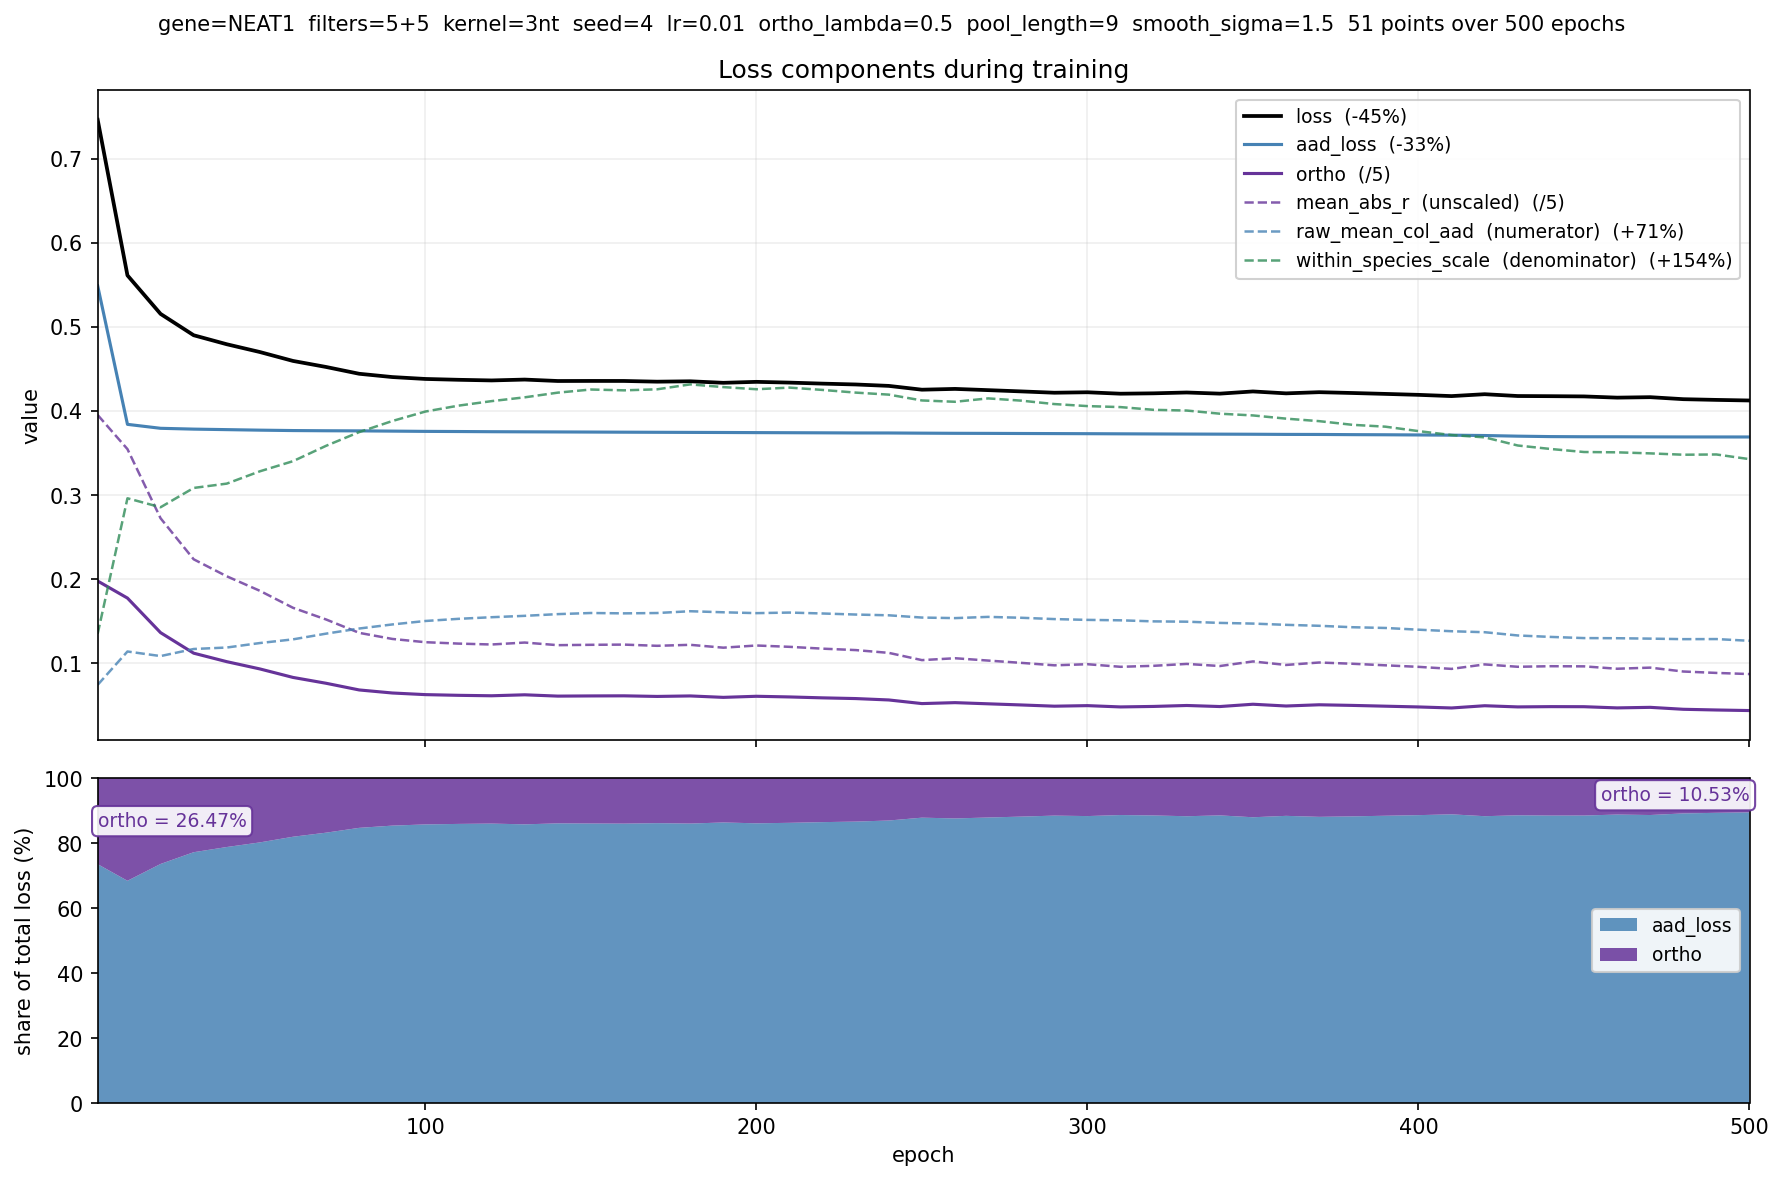 gene=NEAT1  filters=5+5  kernel=3nt  seed=4  lr=0.01  ortho_lambda=0.5  pool_length=9  smooth_sigma=1.5  51 points over 500 epochs
Loss components during training
loss  (-45%)
aad_loss  (-33%)
ortho  (/5)
mean_abs_r  (unscaled)  (/5)
raw_mean_col_aad  (numerator)  (+71%)
within_species_scale  (denominator)  (+154%)
value
0.7
0.6
0.5
0.4
0.3
0.2
0.1
share of total loss (%)
100
80
60
40
20
0
ortho = 26.47%
ortho = 10.53%
aad_loss
ortho
100
200
300
400
500
epoch